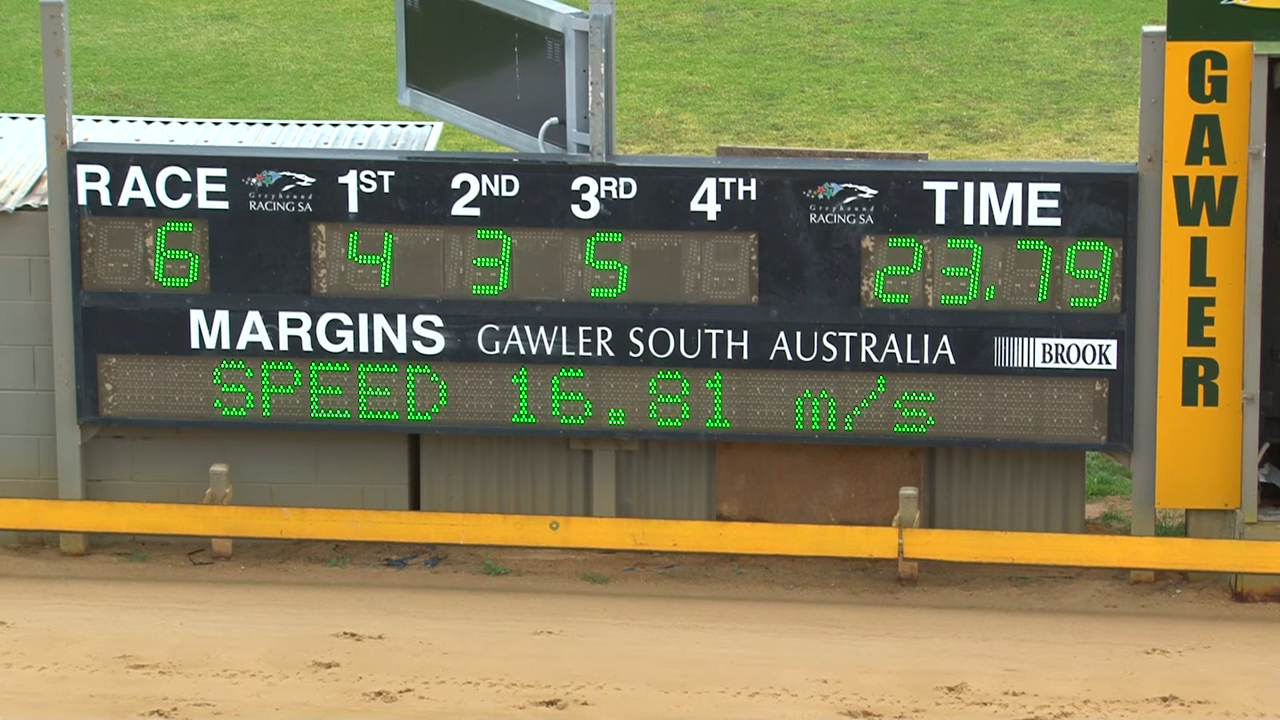 RACE 1ST 2ND 3RD 4TH TIME
Greyhound RACING SA
Greyhound RACING SA
6 4 3 5 23.79
MARGINS GAWLER SOUTH AUSTRALIA BROOK
SPEED 16.81 m/s
GAWLER